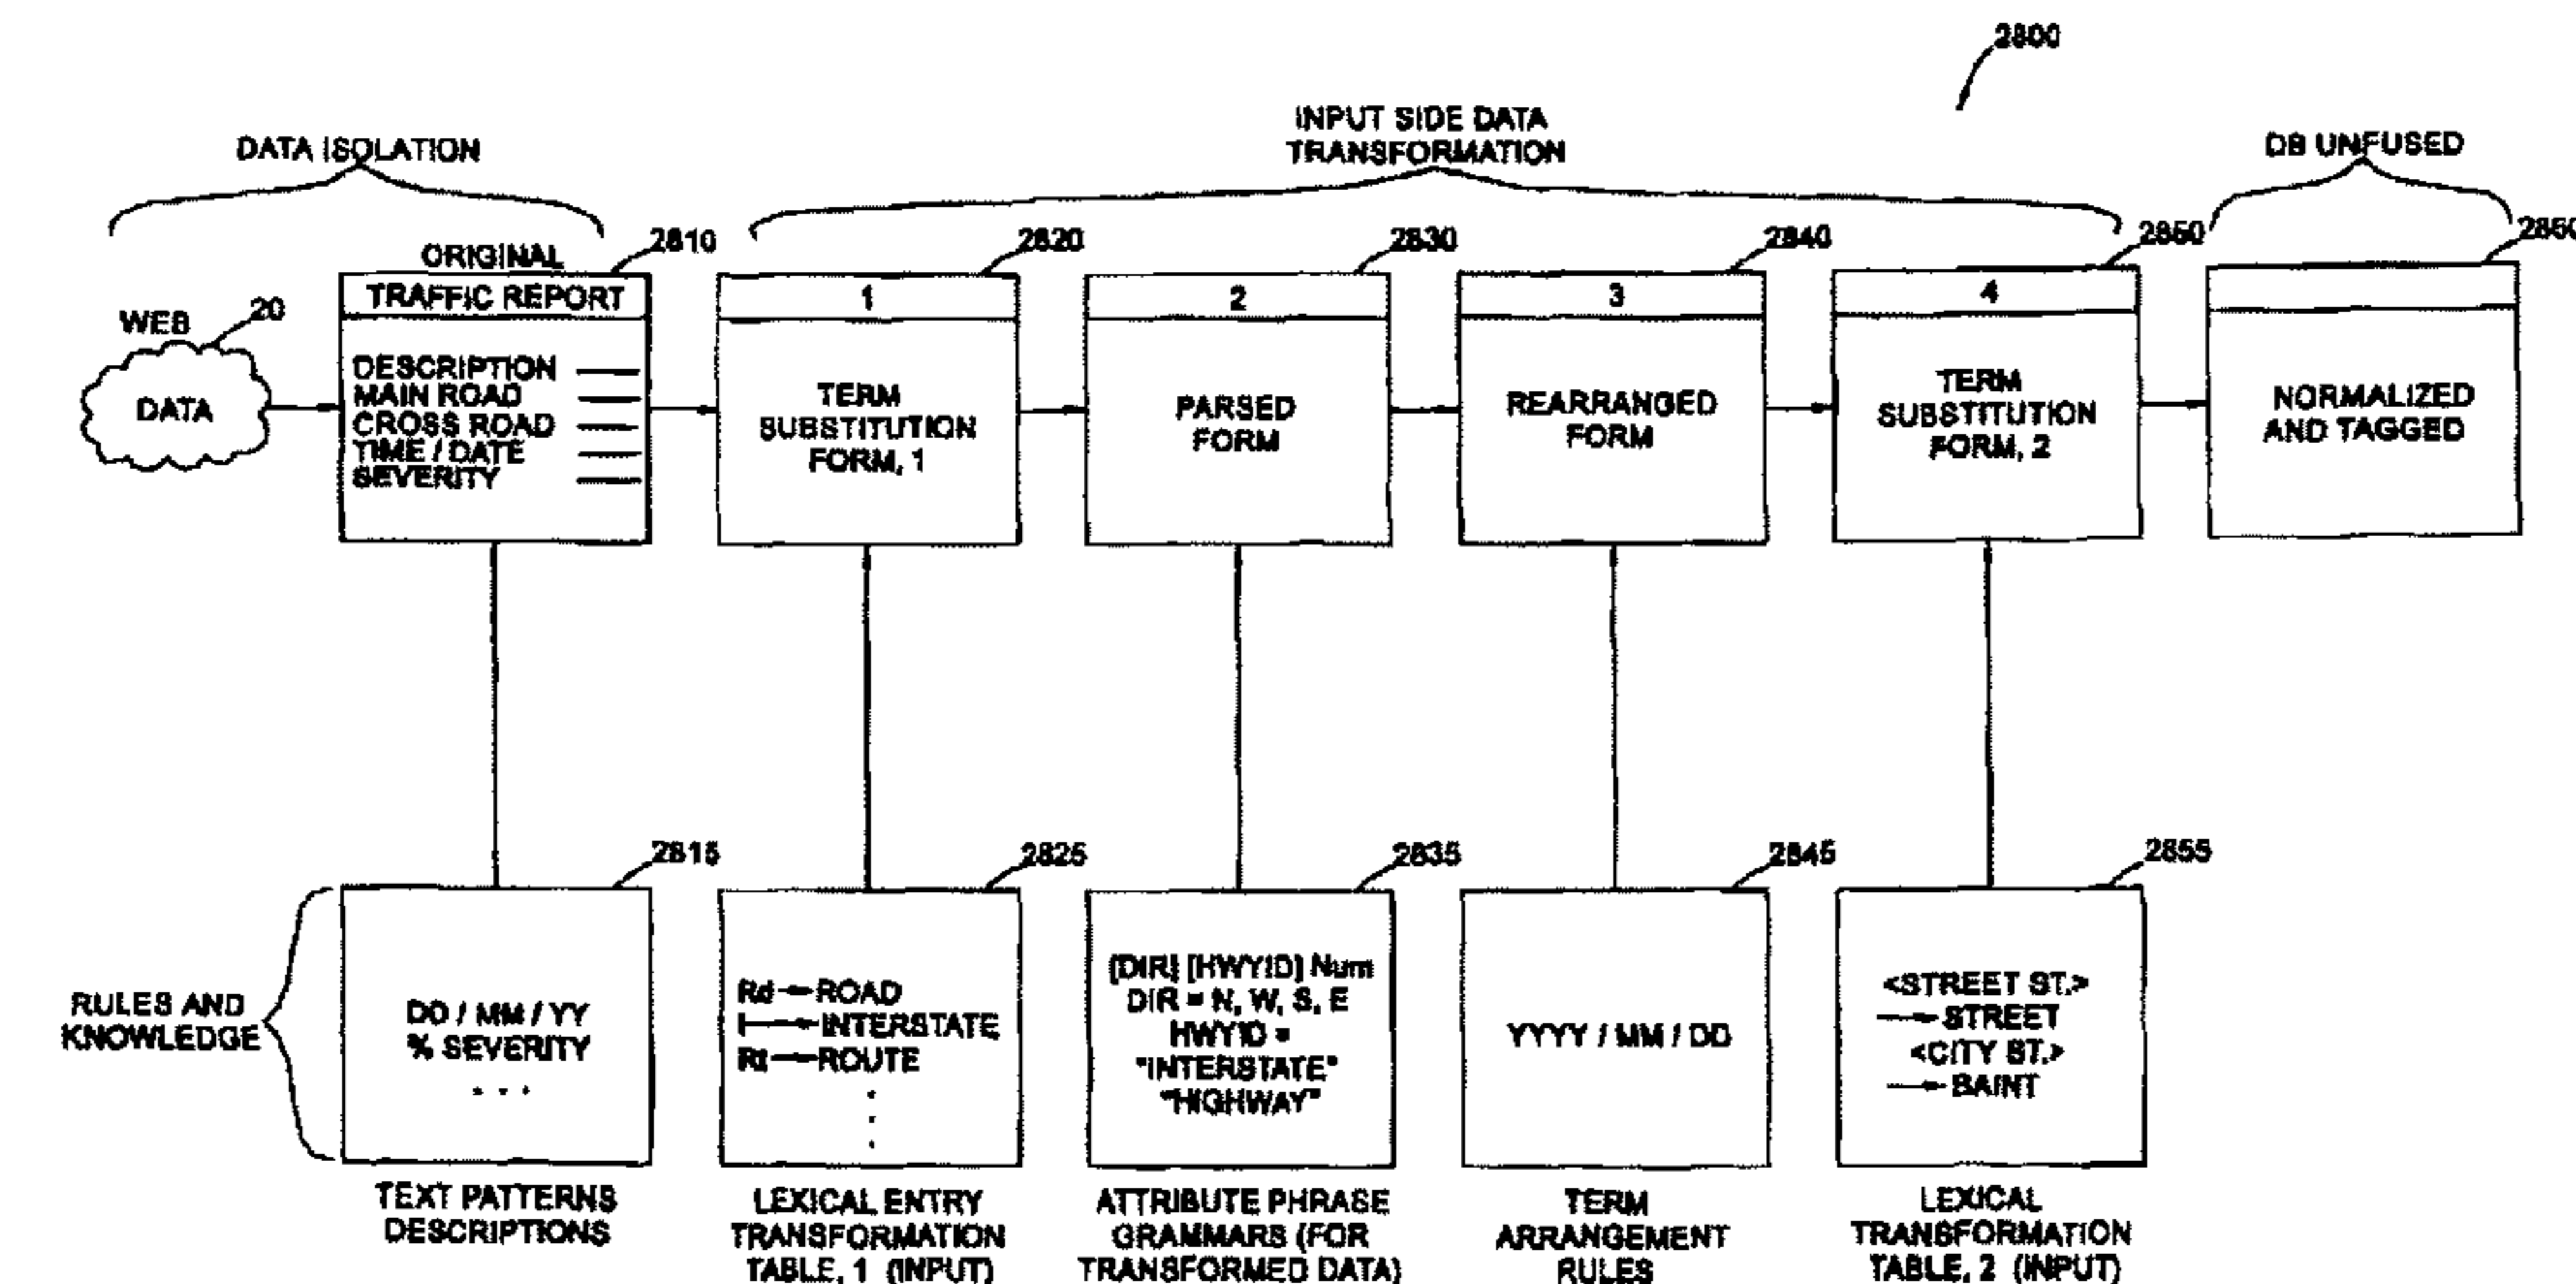 2800
DATA ISOLATION
INPUT SIDE DATA
TRANSFORMATION
DB UNFUSED
ORIGINAL
2810
2820
2830
2840
2850
2860
TRAFFIC REPORT
1
2
3
4
WEB
20
DATA
DESCRIPTION
MAIN ROAD
CROSS ROAD
TIME / DATE
SEVERITY
TERM
SUBSTITUTION
FORM, 1
PARSED
FORM
REARRANGED
FORM
TERM
SUBSTITUTION
FORM, 2
NORMALIZED
AND TAGGED
2815
2825
2835
2845
2855
RULES AND
KNOWLEDGE
DD / MM / YY
% SEVERITY
. . .
Rd → ROAD
I → INTERSTATE
Rt → ROUTE
.
.
.
[DIR] [HWYID] Num
DIR = N, W, S, E
HWYID =
"INTERSTATE"
"HIGHWAY"
YYYY / MM / DD
<STREET ST.>
→ STREET
<CITY ST.>
→ SAINT
TEXT PATTERNS
DESCRIPTIONS
LEXICAL ENTRY
TRANSFORMATION
TABLE, 1 (INPUT)
ATTRIBUTE PHRASE
GRAMMARS (FOR
TRANSFORMED DATA)
TERM
ARRANGEMENT
RULES
LEXICAL
TRANSFORMATION
TABLE, 2 (INPUT)